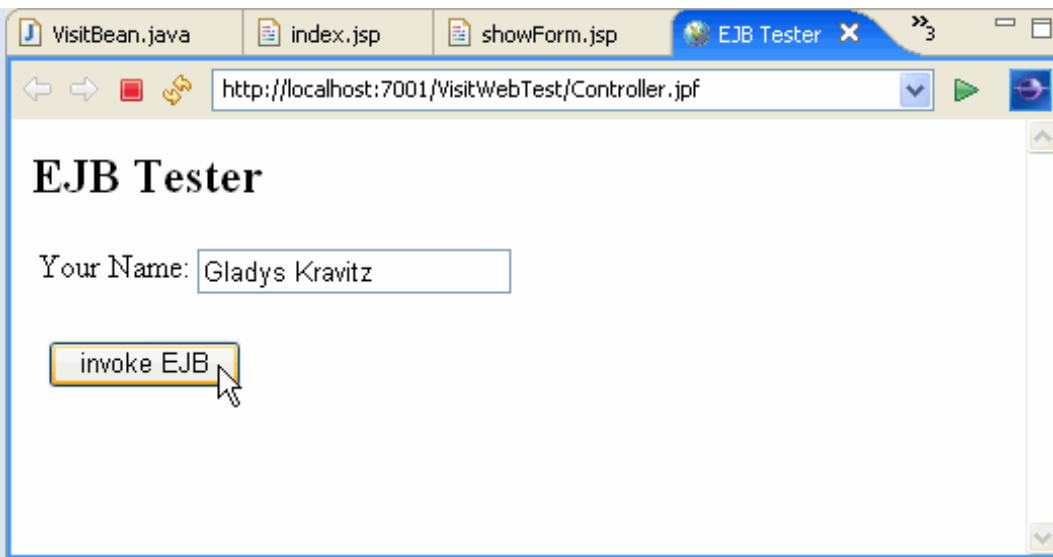 VisitBean.java index.jsp showForm.jsp EJB Tester 3
http://localhost:7001/VisitWebTest/Controller.jpf
EJB Tester
Your Name: Gladys Kravitz
invoke EJB